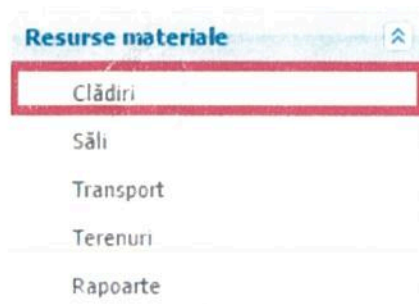 Resurse materiale
Clădiri
Săli
Transport
Terenuri
Rapoarte